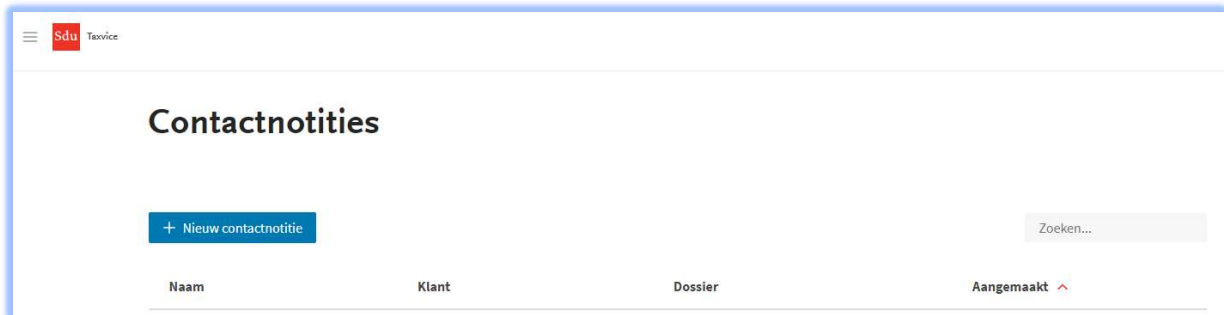 Sdu Taxvice
Contactnotities
+ Nieuw contactnotitie
Zoeken...
Naam Klant Dossier Aangemaakt